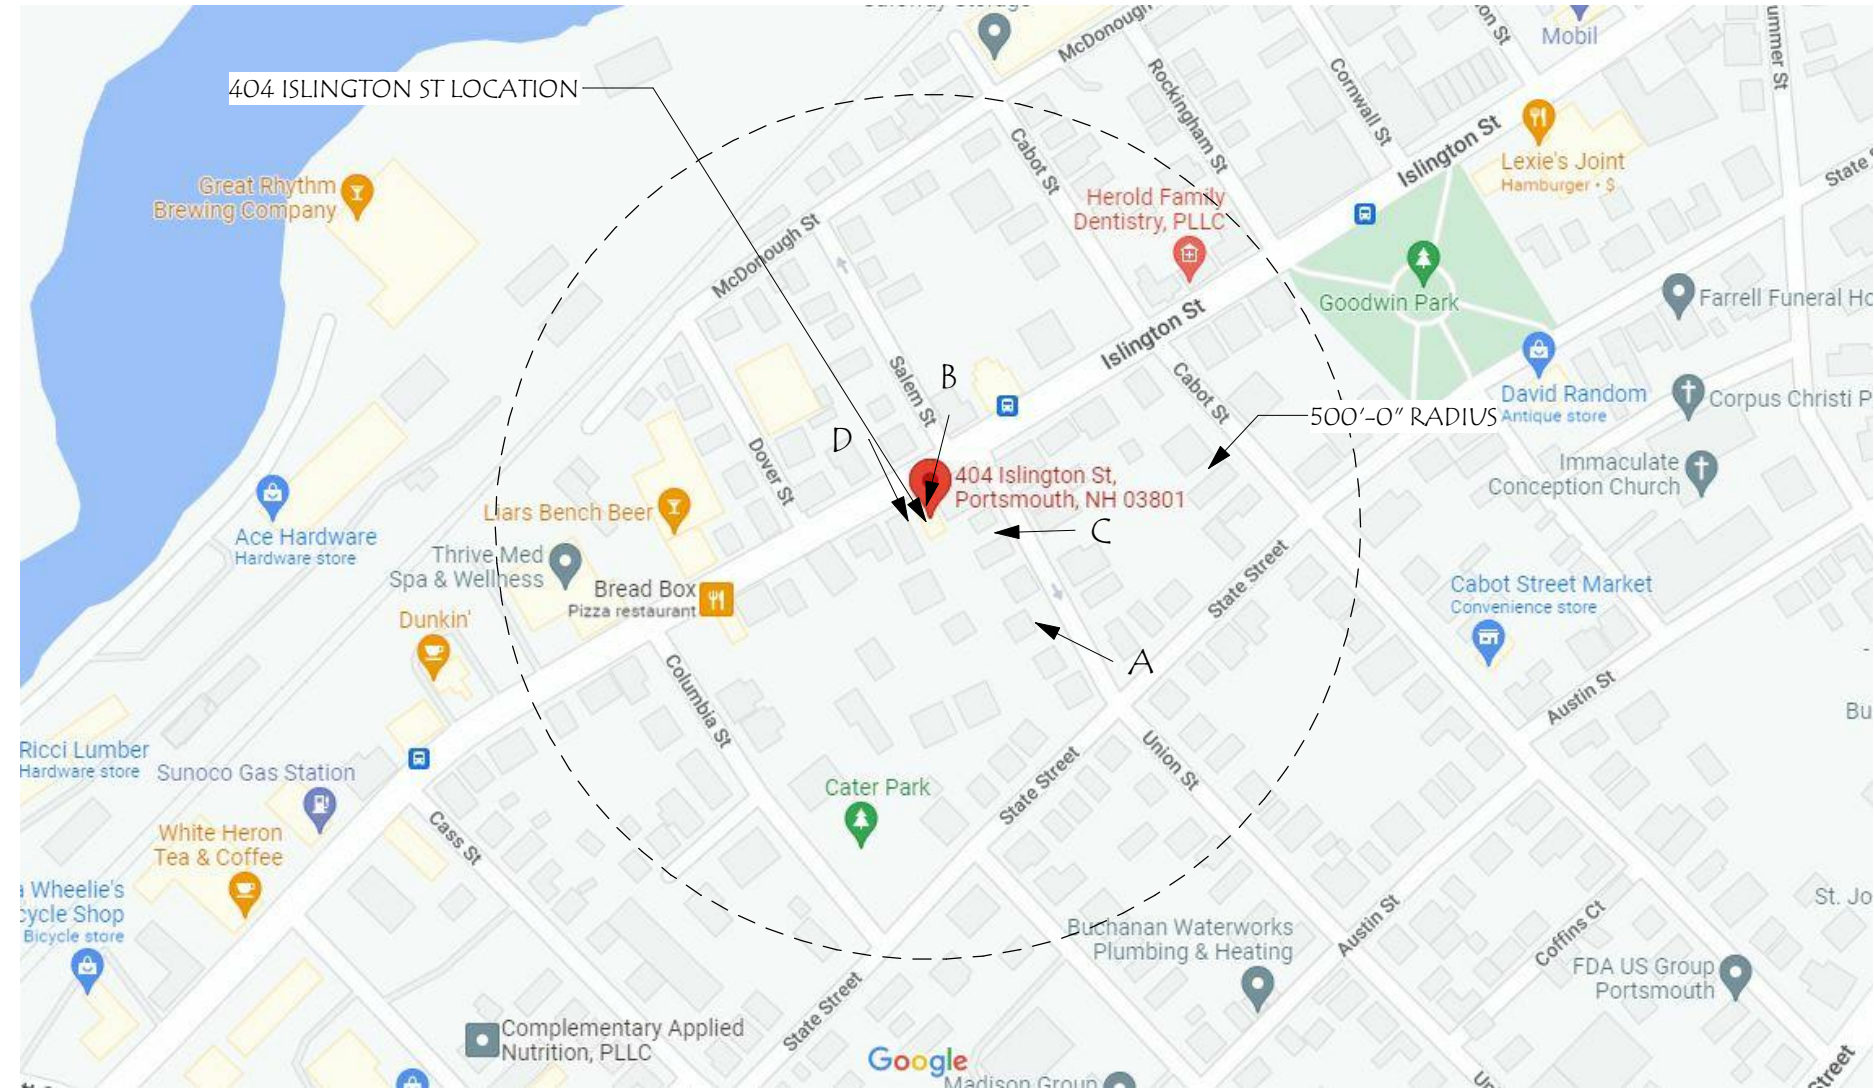 McDonough
on St
Mobil
ummer St
404 ISLINGTON ST LOCATION
Rockingham St
Cornwall St
Islington St
Lexie's Joint
Hamburger • $
State
Cabot St
Great Rhythm
Brewing Company
Herold Family
Dentistry, PLLC
McDonough St
Goodwin Park
Farrell Funeral Ho
Islington St
Salem St
B
Cabot St
David Random
Antique store
Corpus Christi P
500'-0" RADIUS
D
Dover St
404 Islington St,
Portsmouth, NH 03801
Immaculate
Conception Church
Liars Bench Beer
Ace Hardware
Hardware store
C
Thrive Med
Spa & Wellness
Bread Box
Pizza restaurant
State Street
Cabot Street Market
Convenience store
Dunkin'
A
Columbia St
Austin St
Bu
Ricci Lumber
Hardware store
Sunoco Gas Station
Union St
Cater Park
State Street
White Heron
Tea & Coffee
Cass St
Wheelie's
cycle Shop
Bicycle store
St. Jo
Buchanan Waterworks
Plumbing & Heating
Austin St
Coffins Ct
FDA US Group
Portsmouth
State Street
Complementary Applied
Nutrition, PLLC
Google
Madison Group
Un
treet